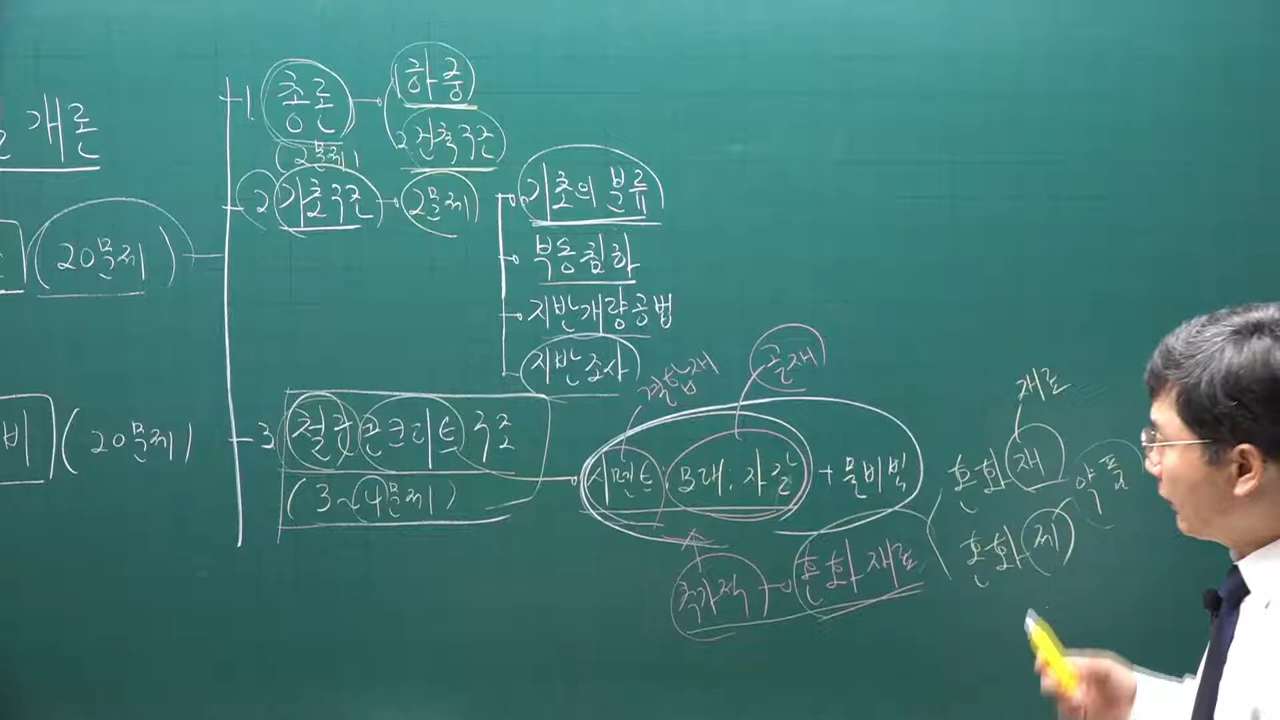 개론
20문제
비 (20문제)
1. 총론
(2문제)
하중
2. 건축구조
2. 기초구조
2문제
기초의 분류
부동침하
지반개량공법
지반조사
3. 철근콘크리트구조
(3~4문제)
결합재
골재
시멘트 모래, 자갈 + 물비빔
추가적
혼화재료
재료
혼화재
약품
혼화제